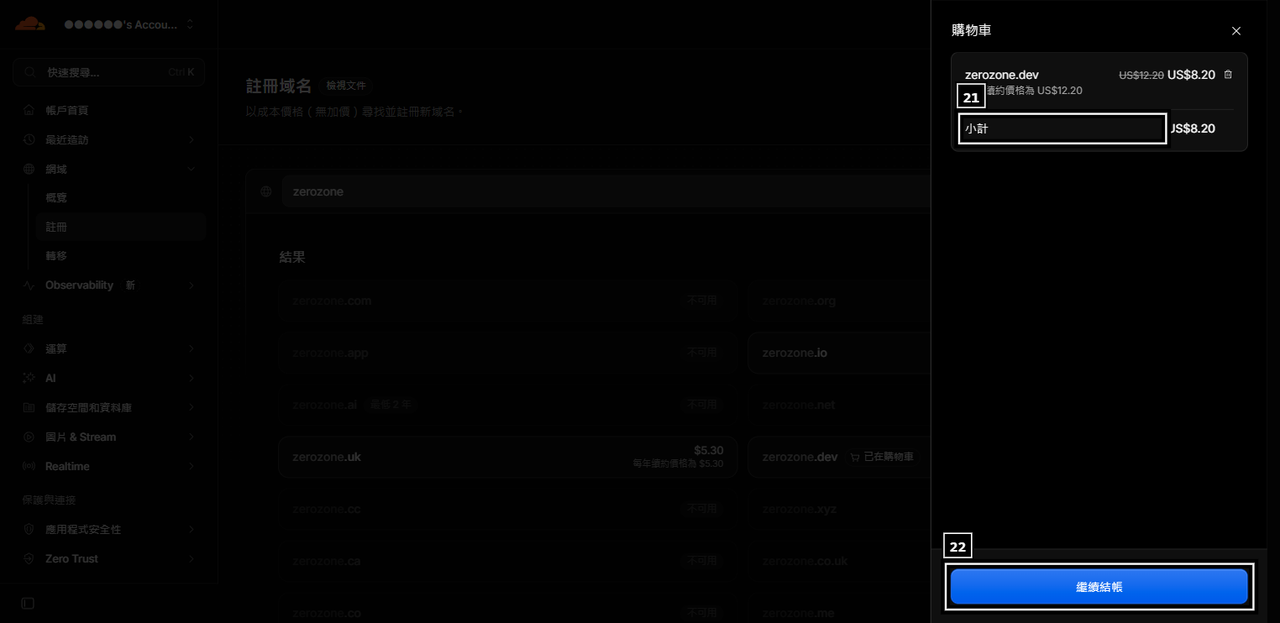 ●●●●●●'s Accou...
快速搜尋... Ctrl K
帳戶首頁
最近造訪
網域
概覽
註冊
轉移
Observability 新
組建
運算
AI
儲存空間和資料庫
圖片 & Stream
Realtime
保護與連接
應用程式安全性
Zero Trust
註冊域名 檢視文件
以成本價格（無加價）尋找並註冊新域名。
zerozone
結果
zerozone.com 不可用
zerozone.org
zerozone.app 不可用
zerozone.io
zerozone.ai 最低 2 年 不可用
zerozone.net
zerozone.uk $5.30
每年續約價格為 $5.30
zerozone.dev 已在購物車
zerozone.cc 不可用
zerozone.xyz
zerozone.ca 不可用
zerozone.co.uk
zerozone.co 不可用
zerozone.me
購物車
zerozone.dev US$12.20 US$8.20
續約價格為 US$12.20
21
小計 US$8.20
22
繼續結帳